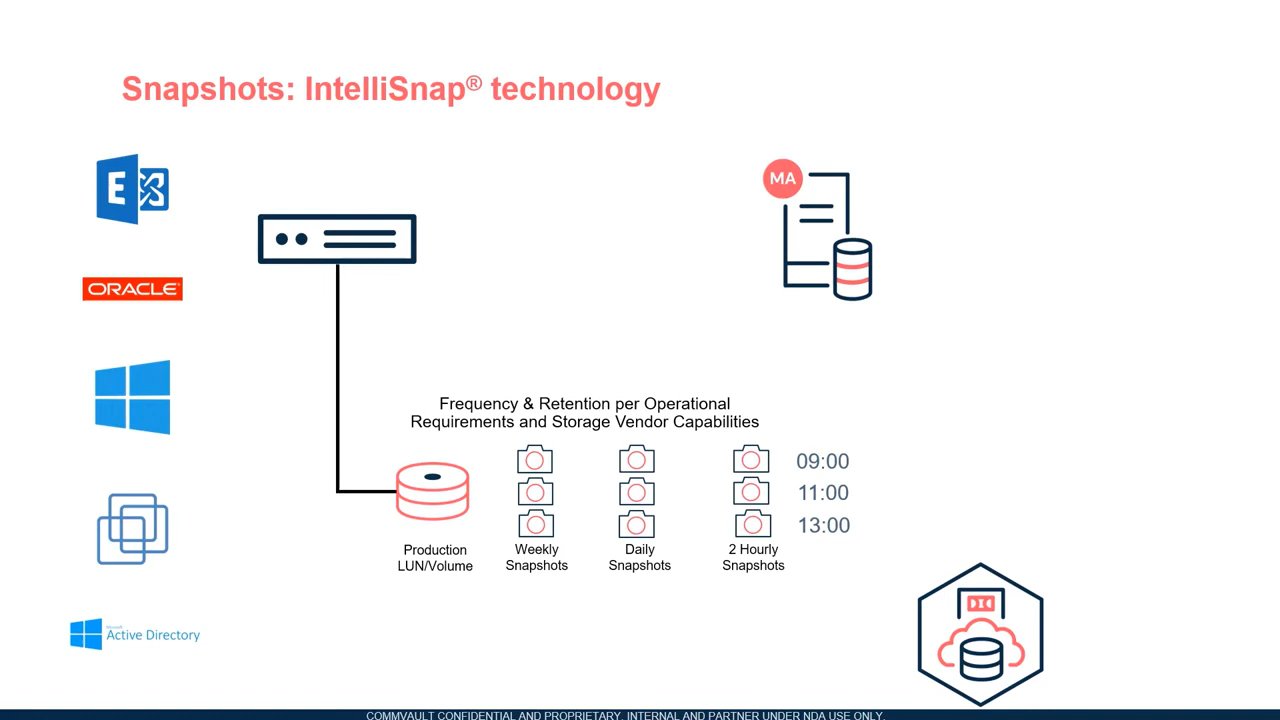 Snapshots: IntelliSnap® technology
E
MA
ORACLE®
Frequency & Retention per Operational
Requirements and Storage Vendor Capabilities
09:00
11:00
13:00
Production
LUN/Volume
Weekly
Snapshots
Daily
Snapshots
2 Hourly
Snapshots
Microsoft
Active Directory
COMMVAULT CONFIDENTIAL AND PROPRIETARY. INTERNAL AND PARTNER UNDER NDA USE ONLY.